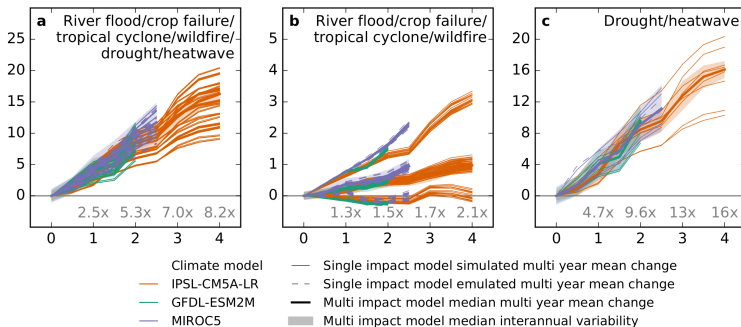 a River flood/crop failure/
tropical cyclone/wildfire/
drought/heatwave
25
20
15
10
5
0
2.5x 5.3x 7.0x 8.2x
0 1 2 3 4
b River flood/crop failure/
tropical cyclone/wildfire
5
4
3
2
1
0
1.3x 1.5x 1.7x 2.1x
0 1 2 3 4
c Drought/heatwave
20
16
12
8
4
0
4.7x 9.6x 13x 16x
0 1 2 3 4
Climate model
IPSL-CM5A-LR
GFDL-ESM2M
MIROC5
Single impact model simulated multi year mean change
Single impact model emulated multi year mean change
Multi impact model median multi year mean change
Multi impact model median interannual variability